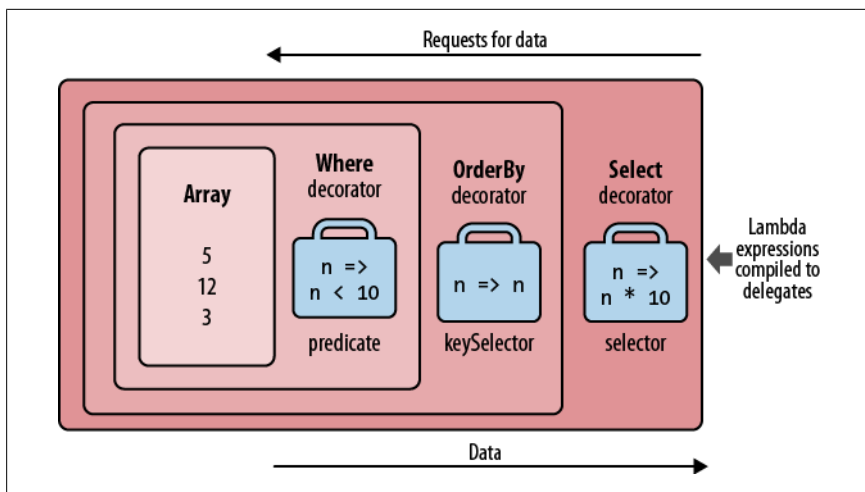 Requests for data
Array
5
12
3
Where
decorator
n =>
n < 10
predicate
OrderBy
decorator
n => n
keySelector
Select
decorator
n =>
n * 10
selector
Lambda
expressions
compiled to
delegates
Data